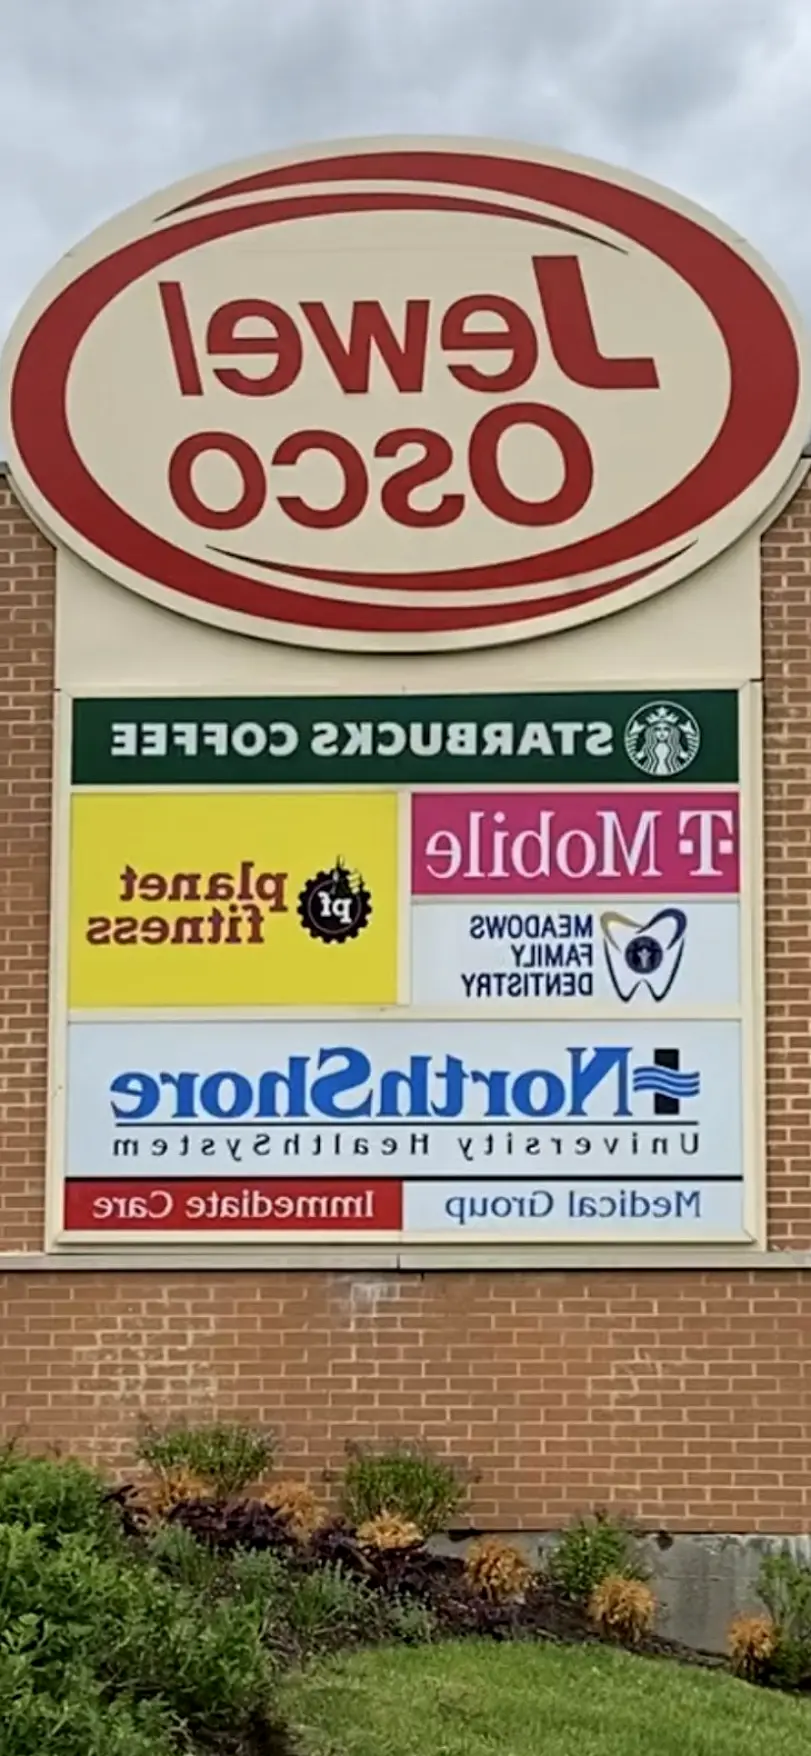 Jewel
Osco
STARBUCKS COFFEE
T Mobile
pf
planet
fitness
MEADOWS
FAMILY
DENTISTRY
NorthShore
University HealthSystem
Medical Group
Immediate Care